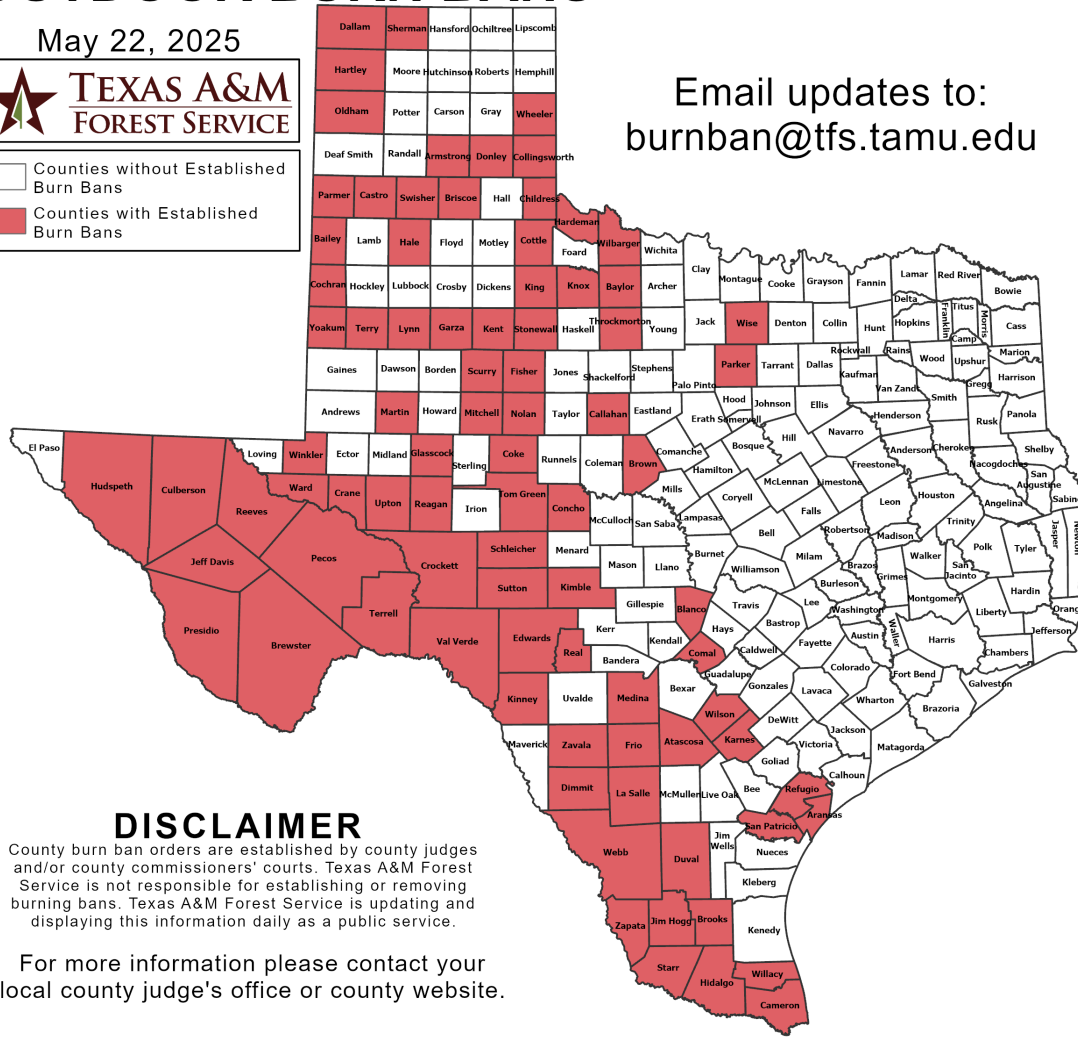 May 22, 2025
TEXAS A&M
FOREST SERVICE
Counties without Established
Burn Bans
Counties with Established
Burn Bans
Email updates to:
burnban@tfs.tamu.edu
Dallam Sherman Hansford Ochiltree Lipscomb
Hartley Moore Hutchinson Roberts Hemphill
Oldham Potter Carson Gray Wheeler
Deaf Smith Randall Armstrong Donley Collingsworth
Parmer Castro Swisher Briscoe Hall Childress
Hardeman
Bailey Lamb Hale Floyd Motley Cottle Foard Wilbarger Wichita
Clay Montague Cooke Grayson Fannin Lamar Red River Bowie
Cochran Hockley Lubbock Crosby Dickens King Knox Baylor Archer
Delta Titus Franklin Morris Cass
Yoakum Terry Lynn Garza Kent Stonewall Haskell Throckmorton Young Jack Wise Denton Collin Hunt Hopkins
Camp
Rockwall Rains Wood Upshur Marion
Gaines Dawson Borden Scurry Fisher Jones Shackelford Stephens Palo Pinto Parker Tarrant Dallas Kaufman Van Zandt Gregg Harrison
Andrews Martin Howard Mitchell Nolan Taylor Callahan Eastland Erath Hood Somervell Johnson Ellis Henderson Smith Rusk Panola
El Paso Hudspeth Culberson Loving Winkler Ector Midland Glasscock Sterling Coke Runnels Coleman Brown Comanche Hamilton Bosque Hill Navarro Freestone Anderson Cherokee Nacogdoches Shelby
Reeves Ward Crane Upton Reagan Irion Tom Green Concho McCulloch San Saba Mills Lampasas Coryell McLennan Limestone Falls Leon Houston Angelina San
Augustine
Jeff Davis Pecos Crockett Schleicher Menard Mason Llano Burnet Bell Williamson Milam Robertson Brazos Madison Grimes Walker Trinity Polk San
Jacinto
Tyler Jasper
Presidio Brewster Terrell Val Verde Sutton Kimble Gillespie Blanco Travis Lee Burleson Washington Montgomery Liberty Hardin
Edwards Real Kerr Kendall Bandera Comal Hays Caldwell Bastrop Fayette Austin Waller Harris Chambers Jefferson
Kinney Uvalde Medina Bexar Guadalupe Gonzales Lavaca Colorado Wharton Fort Bend Brazoria Galveston
Maverick Zavala Frio Atascosa Wilson Karnes DeWitt Victoria Jackson Matagorda
Dimmit La Salle McMullen Live Oak Bee Goliad Refugio Calhoun
Aransas
San Patricio
Webb Duval Jim
Wells
Nueces
Kleberg
Zapata Jim Hogg Brooks Kenedy
Starr Hidalgo Willacy
Cameron
DISCLAIMER
County burn ban orders are established by county judges
and/or county commissioners' courts. Texas A&M Forest
Service is not responsible for establishing or removing
burning bans. Texas A&M Forest Service is updating and
displaying this information daily as a public service.
For more information please contact your
local county judge's office or county website.